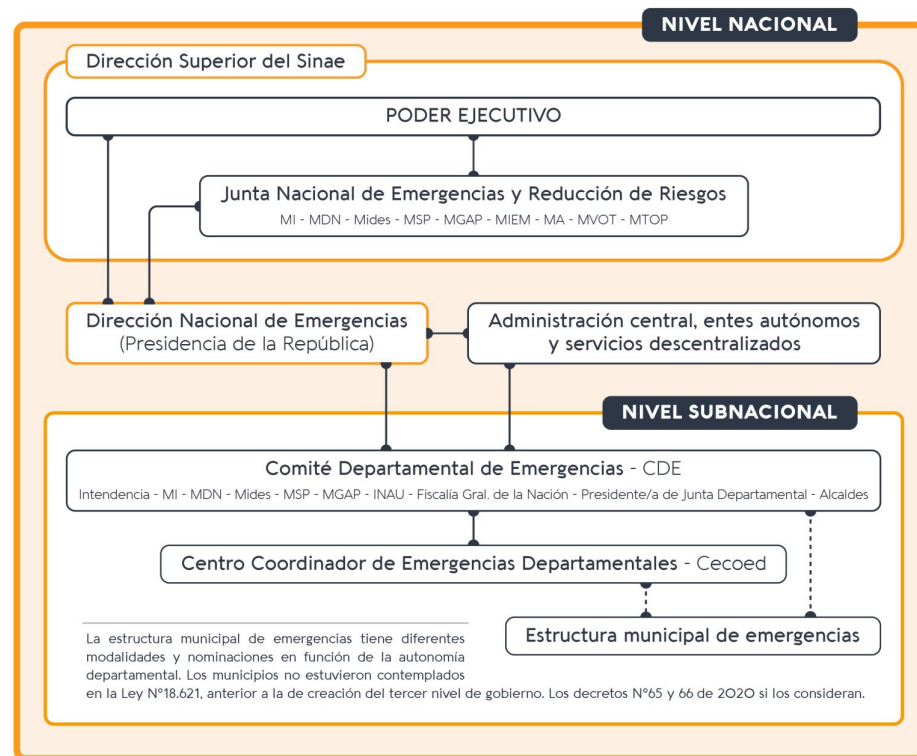 NIVEL NACIONAL
Dirección Superior del Sinae
PODER EJECUTIVO
Junta Nacional de Emergencias y Reducción de Riesgos
MI - MDN - Mides - MSP - MGAP - MIEM - MA - MVOT - MTOP
Dirección Nacional de Emergencias
(Presidencia de la República)
Administración central, entes autónomos
y servicios descentralizados
NIVEL SUBNACIONAL
Comité Departamental de Emergencias - CDE
Intendencia - MI - MDN - Mides - MSP - MGAP - INAU - Fiscalía Gral. de la Nación - Presidente/a de Junta Departamental - Alcaldes
Centro Coordinador de Emergencias Departamentales - Cecoed
Estructura municipal de emergencias
La estructura municipal de emergencias tiene diferentes
modalidades y nominaciones en función de la autonomía
departamental. Los municipios no estuvieron contemplados
en la Ley N°18.621, anterior a la de creación del tercer nivel de gobierno. Los decretos N°65 y 66 de 2020 si los consideran.